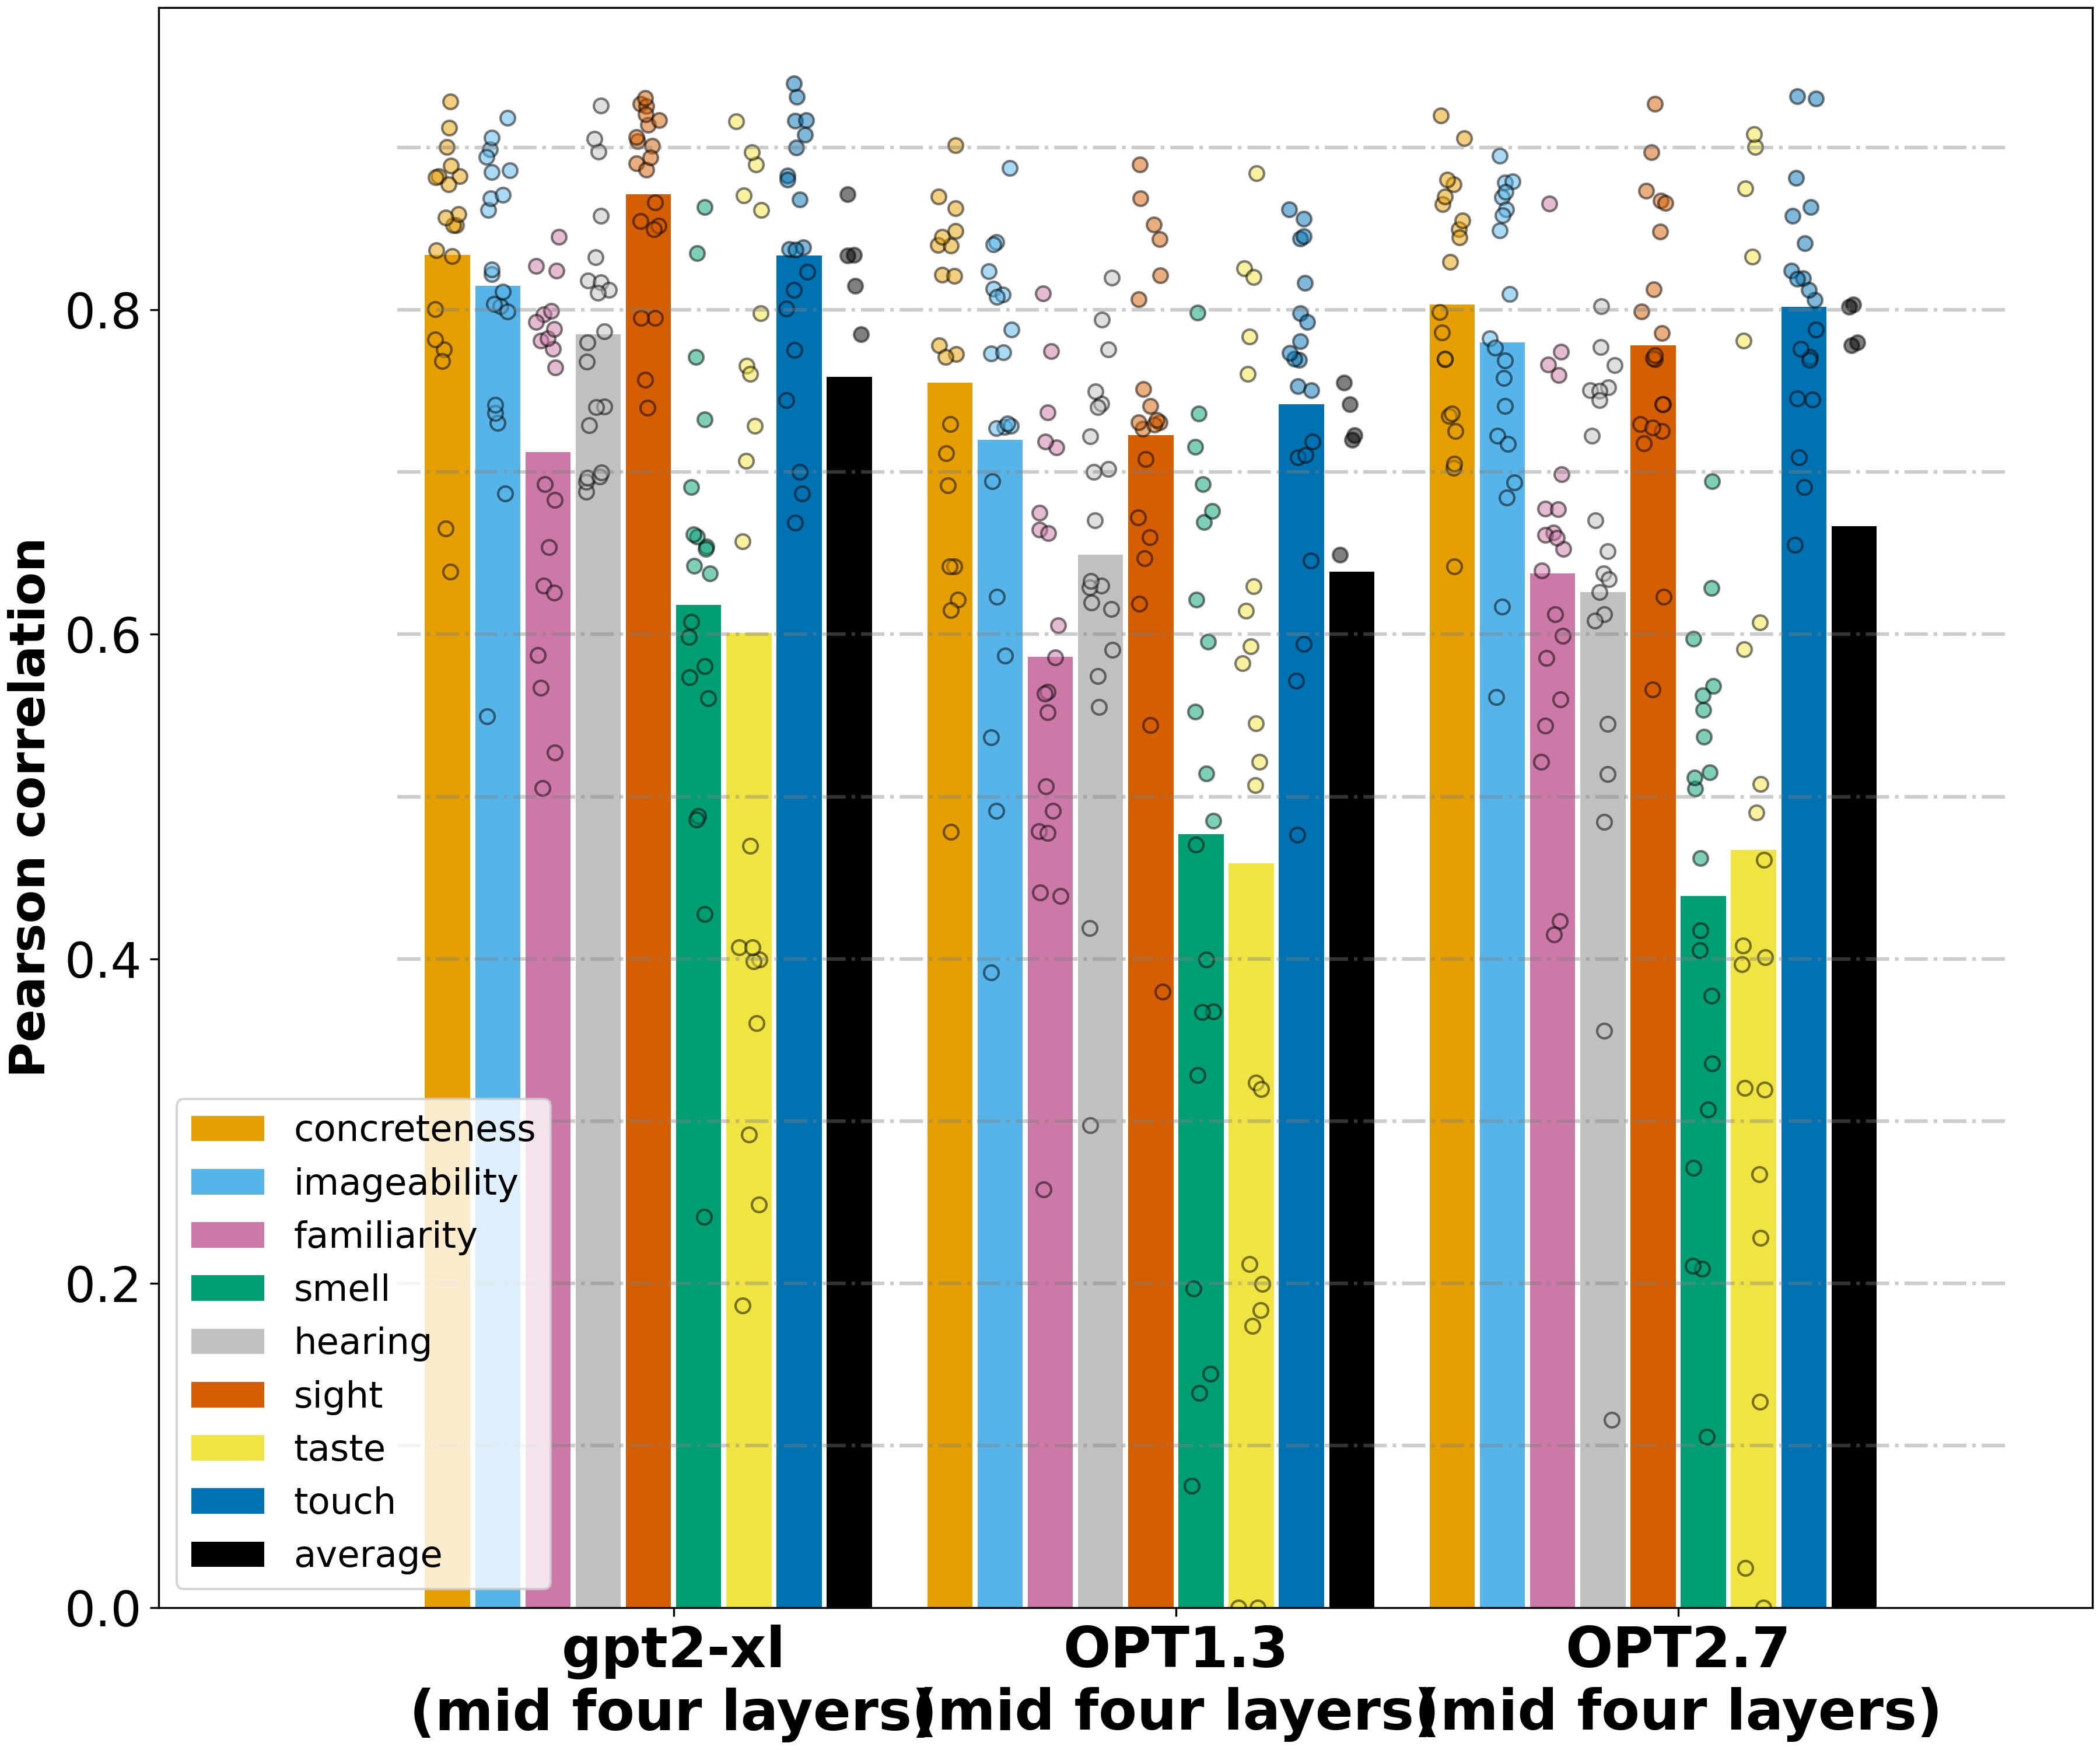 Pearson correlation
0.8
0.6
0.4
0.2
0.0
concreteness
imageability
familiarity
smell
hearing
sight
taste
touch
average
gpt2-xl
(mid four layers)
OPT1.3
(mid four layers)
OPT2.7
(mid four layers)